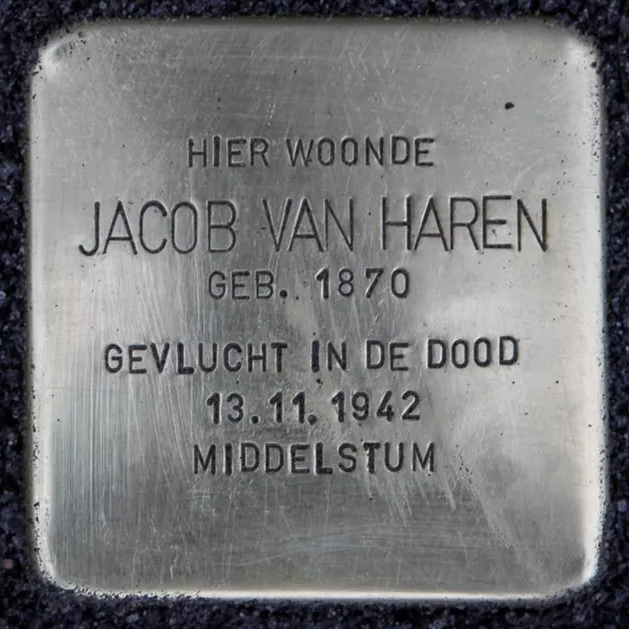 HIER WOONDE
JACOB VAN HAREN
GEB. 1870
GEVLUCHT IN DE DOOD
13.11.1942
MIDDELSTUM